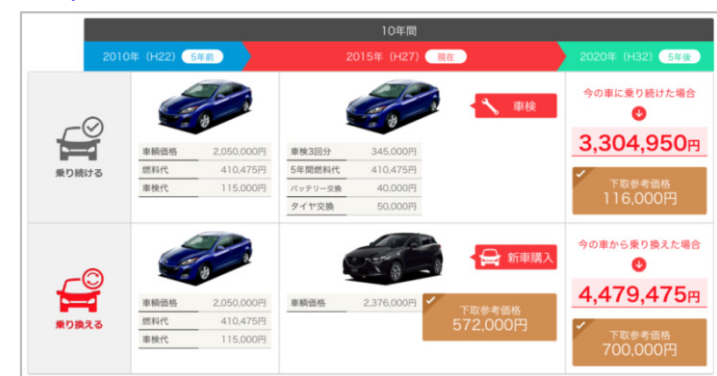 10年間
2010年（H22） 5年前
2015年（H27） 現在
2020年（H32） 5年後
乗り続ける
車輌価格 2,050,000円
燃料代 410,475円
車検代 115,000円
車検
車検3回分 345,000円
5年間燃料代 410,475円
バッテリー交換 40,000円
タイヤ交換 50,000円
今の車に乗り続けた場合
3,304,950円
下取参考価格
116,000円
乗り換える
車輌価格 2,050,000円
燃料代 410,475円
車検代 115,000円
新車購入
車輌価格 2,376,000円
下取参考価格
572,000円
今の車から乗り換えた場合
4,479,475円
下取参考価格
700,000円